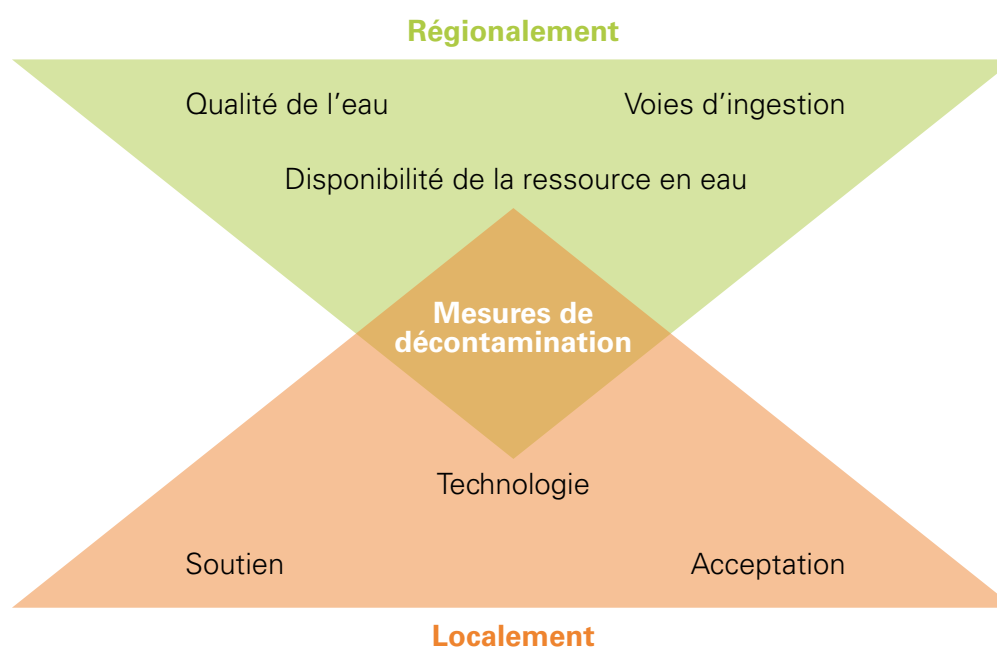 Régionalement
Qualité de l’eau
Voies d’ingestion
Disponibilité de la ressource en eau
Mesures de
décontamination
Technologie
Soutien
Acceptation
Localement